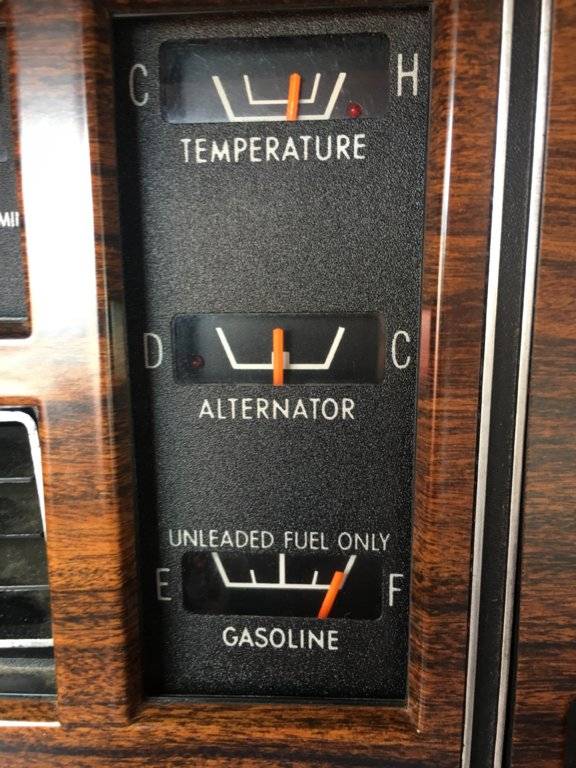 C H
TEMPERATURE
D C
ALTERNATOR
UNLEADED FUEL ONLY
E F
GASOLINE